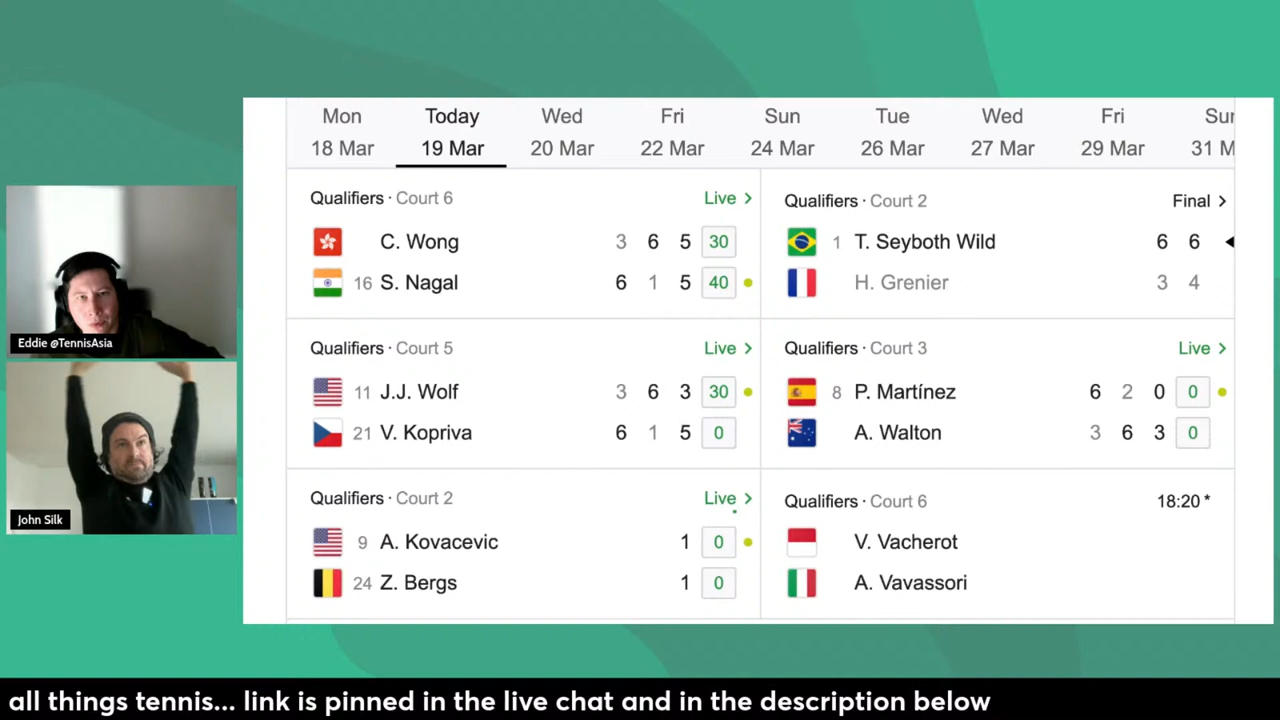 Mon Today Wed Fri Sun Tue Wed Fri Sur
18 Mar 19 Mar 20 Mar 22 Mar 24 Mar 26 Mar 27 Mar 29 Mar 31 M
Qualifiers · Court 6 Live
C. Wong 3 6 5 30
16 S. Nagal 6 1 5 40
Qualifiers · Court 2 Final
1 T. Seyboth Wild 6 6
H. Grenier 3 4
Qualifiers · Court 5 Live
11 J.J. Wolf 3 6 3 30
21 V. Kopriva 6 1 5 0
Qualifiers · Court 3 Live
8 P. Martínez 6 2 0 0
A. Walton 3 6 3 0
Qualifiers · Court 2 Live
9 A. Kovacevic 1 0
24 Z. Bergs 1 0
Qualifiers · Court 6 18:20 *
V. Vacherot
A. Vavassori
Eddie @TennisAsia
John Silk
all things tennis... link is pinned in the live chat and in the description below